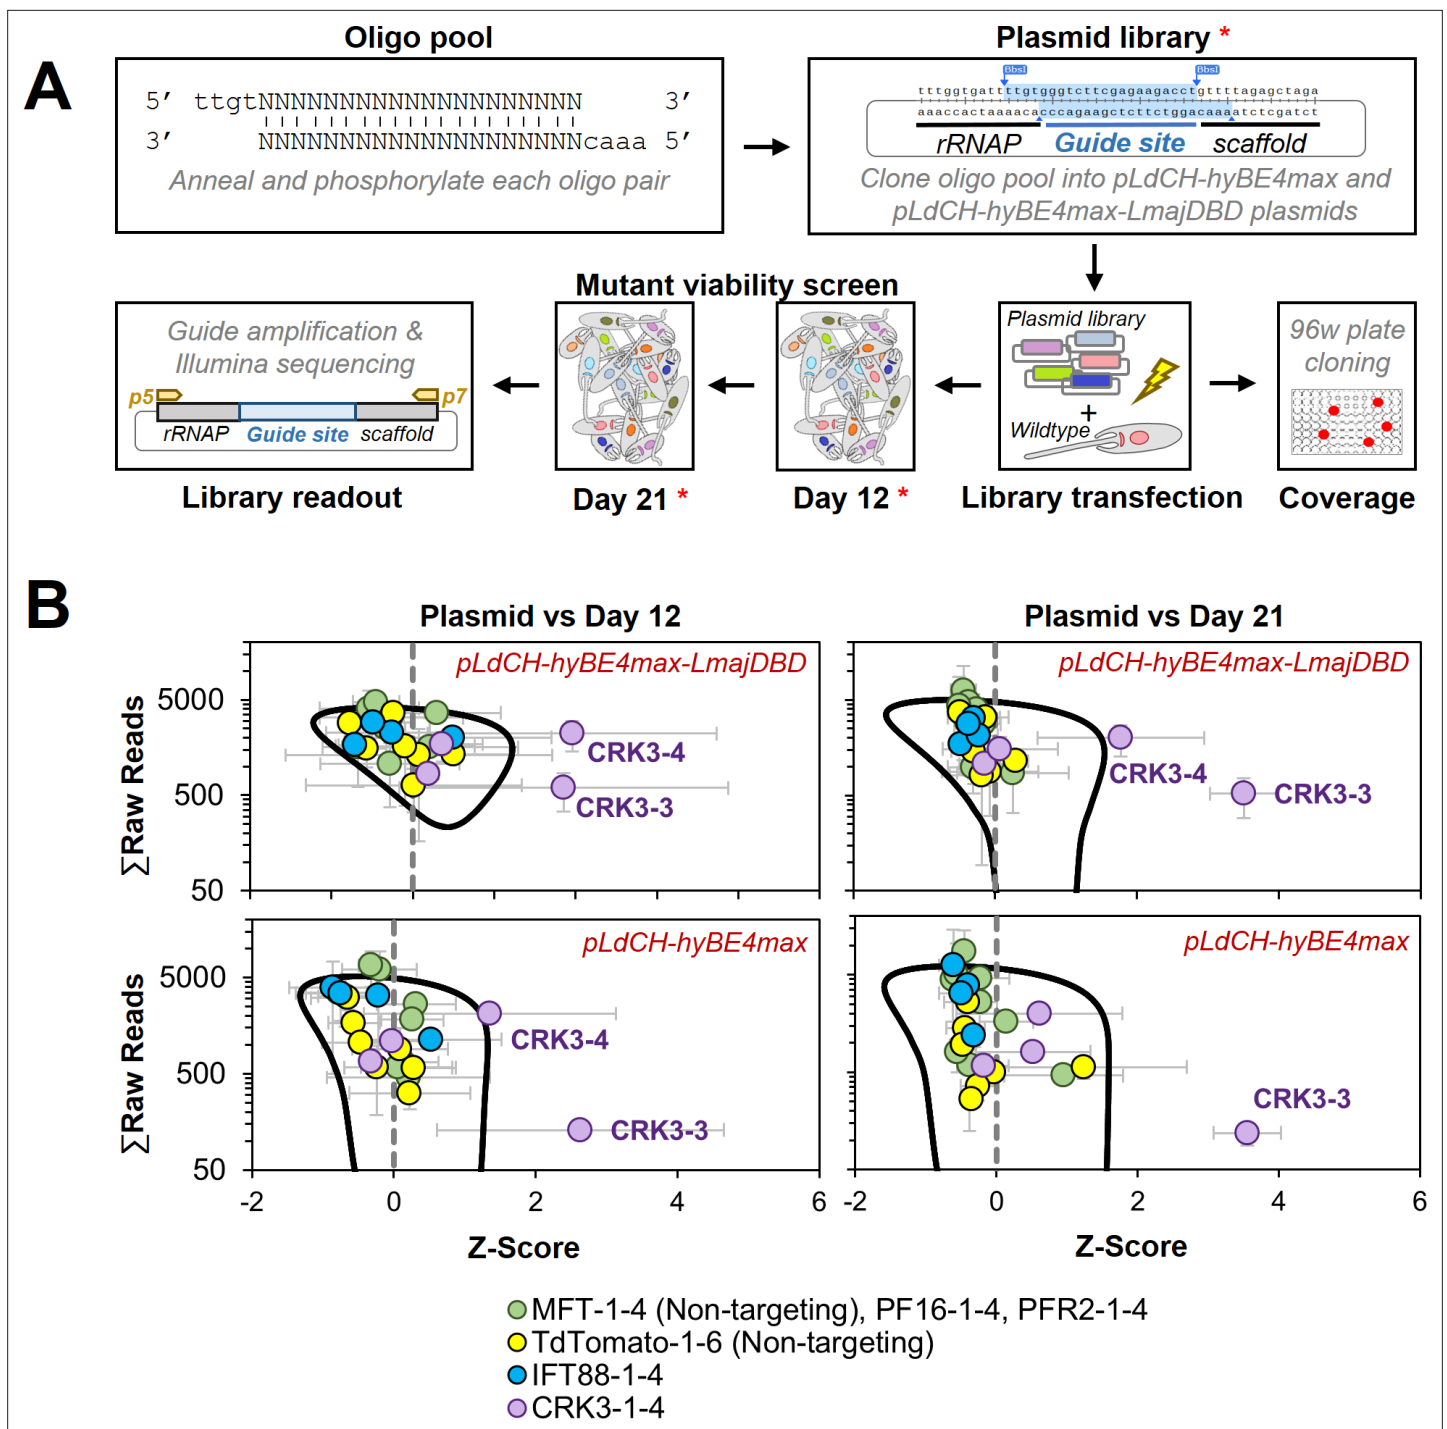 A
Oligo pool
5′ ttgtNNNNNNNNNNNNNNNNNNNN 3′
3′ NNNNNNNNNNNNNNNNNNNNcaaa 5′
Anneal and phosphorylate each oligo pair
Plasmid library *
BbsI BbsI
tttggtgattttgtgggtcttcgagaagacctgttttagagctaga
aaaccactaaaacacccagaagctcttctggacaaaatctcgatct
rRNAP Guide site scaffold
Clone oligo pool into pLdCH-hyBE4max and
pLdCH-hyBE4max-LmajDBD plasmids
Mutant viability screen
Guide amplification &
Illumina sequencing
p5 p7
rRNAP Guide site scaffold
Library readout
Day 21 *
Day 12 *
Plasmid library
+
Wildtype
Library transfection
96w plate
cloning
Coverage
B
Plasmid vs Day 12
Plasmid vs Day 21
pLdCH-hyBE4max-LmajDBD
CRK3-4
CRK3-3
pLdCH-hyBE4max-LmajDBD
CRK3-4
CRK3-3
∑Raw Reads
5000
500
50
pLdCH-hyBE4max
CRK3-4
CRK3-3
pLdCH-hyBE4max
CRK3-3
∑Raw Reads
5000
500
50
-2 0 2 4 6
-2 0 2 4 6
Z-Score
Z-Score
MFT-1-4 (Non-targeting), PF16-1-4, PFR2-1-4
TdTomato-1-6 (Non-targeting)
IFT88-1-4
CRK3-1-4